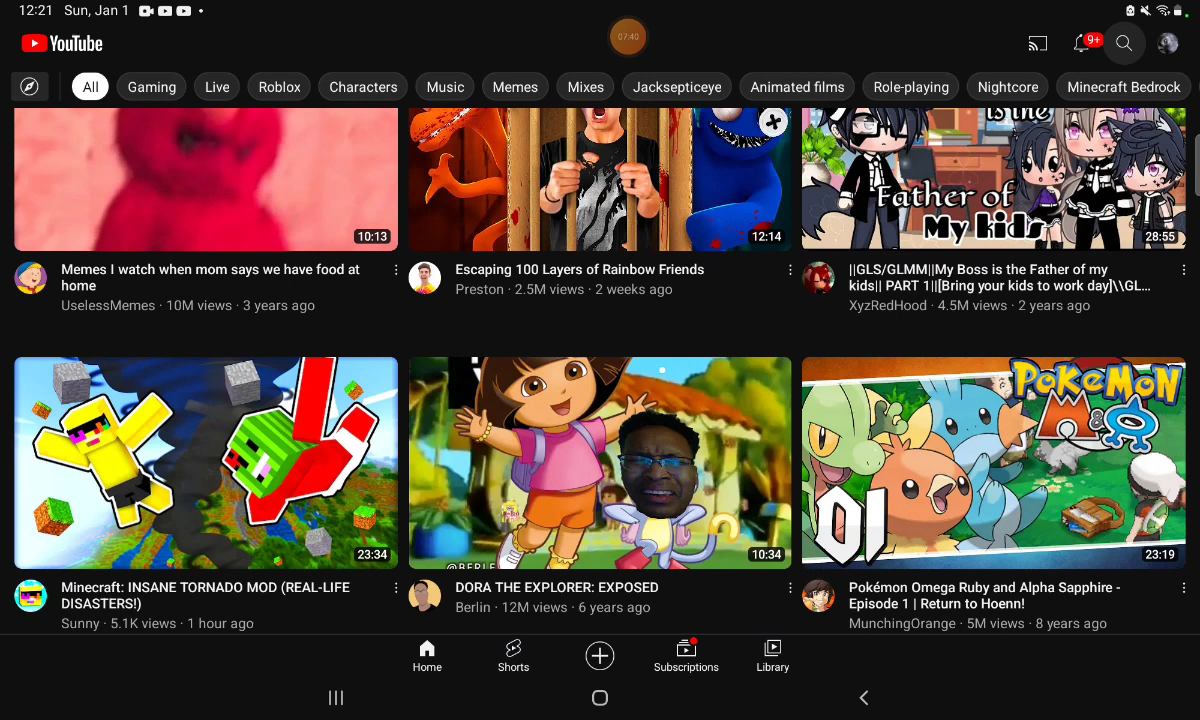 12:21 Sun, Jan 1
07:40
YouTube
9+
All Gaming Live Roblox Characters Music Memes Mixes Jacksepticeye Animated films Role-playing Nightcore Minecraft Bedrock
is the
Father of
My kids
10:13
12:14
28:55
Memes I watch when mom says we have food at
home
UselessMemes · 10M views · 3 years ago
Escaping 100 Layers of Rainbow Friends
Preston · 2.5M views · 2 weeks ago
||GLS/GLMM||My Boss is the Father of my
kids|| PART 1||[Bring your kids to work day]\\GL…
XyzRedHood · 4.5M views · 2 years ago
23:34
@BERLE
10:34
POKéMON
01
23:19
Minecraft: INSANE TORNADO MOD (REAL-LIFE
DISASTERS!)
Sunny · 5.1K views · 1 hour ago
DORA THE EXPLORER: EXPOSED
Berlin · 12M views · 6 years ago
Pokémon Omega Ruby and Alpha Sapphire -
Episode 1 | Return to Hoenn!
MunchingOrange · 5M views · 8 years ago
Home Shorts Subscriptions Library